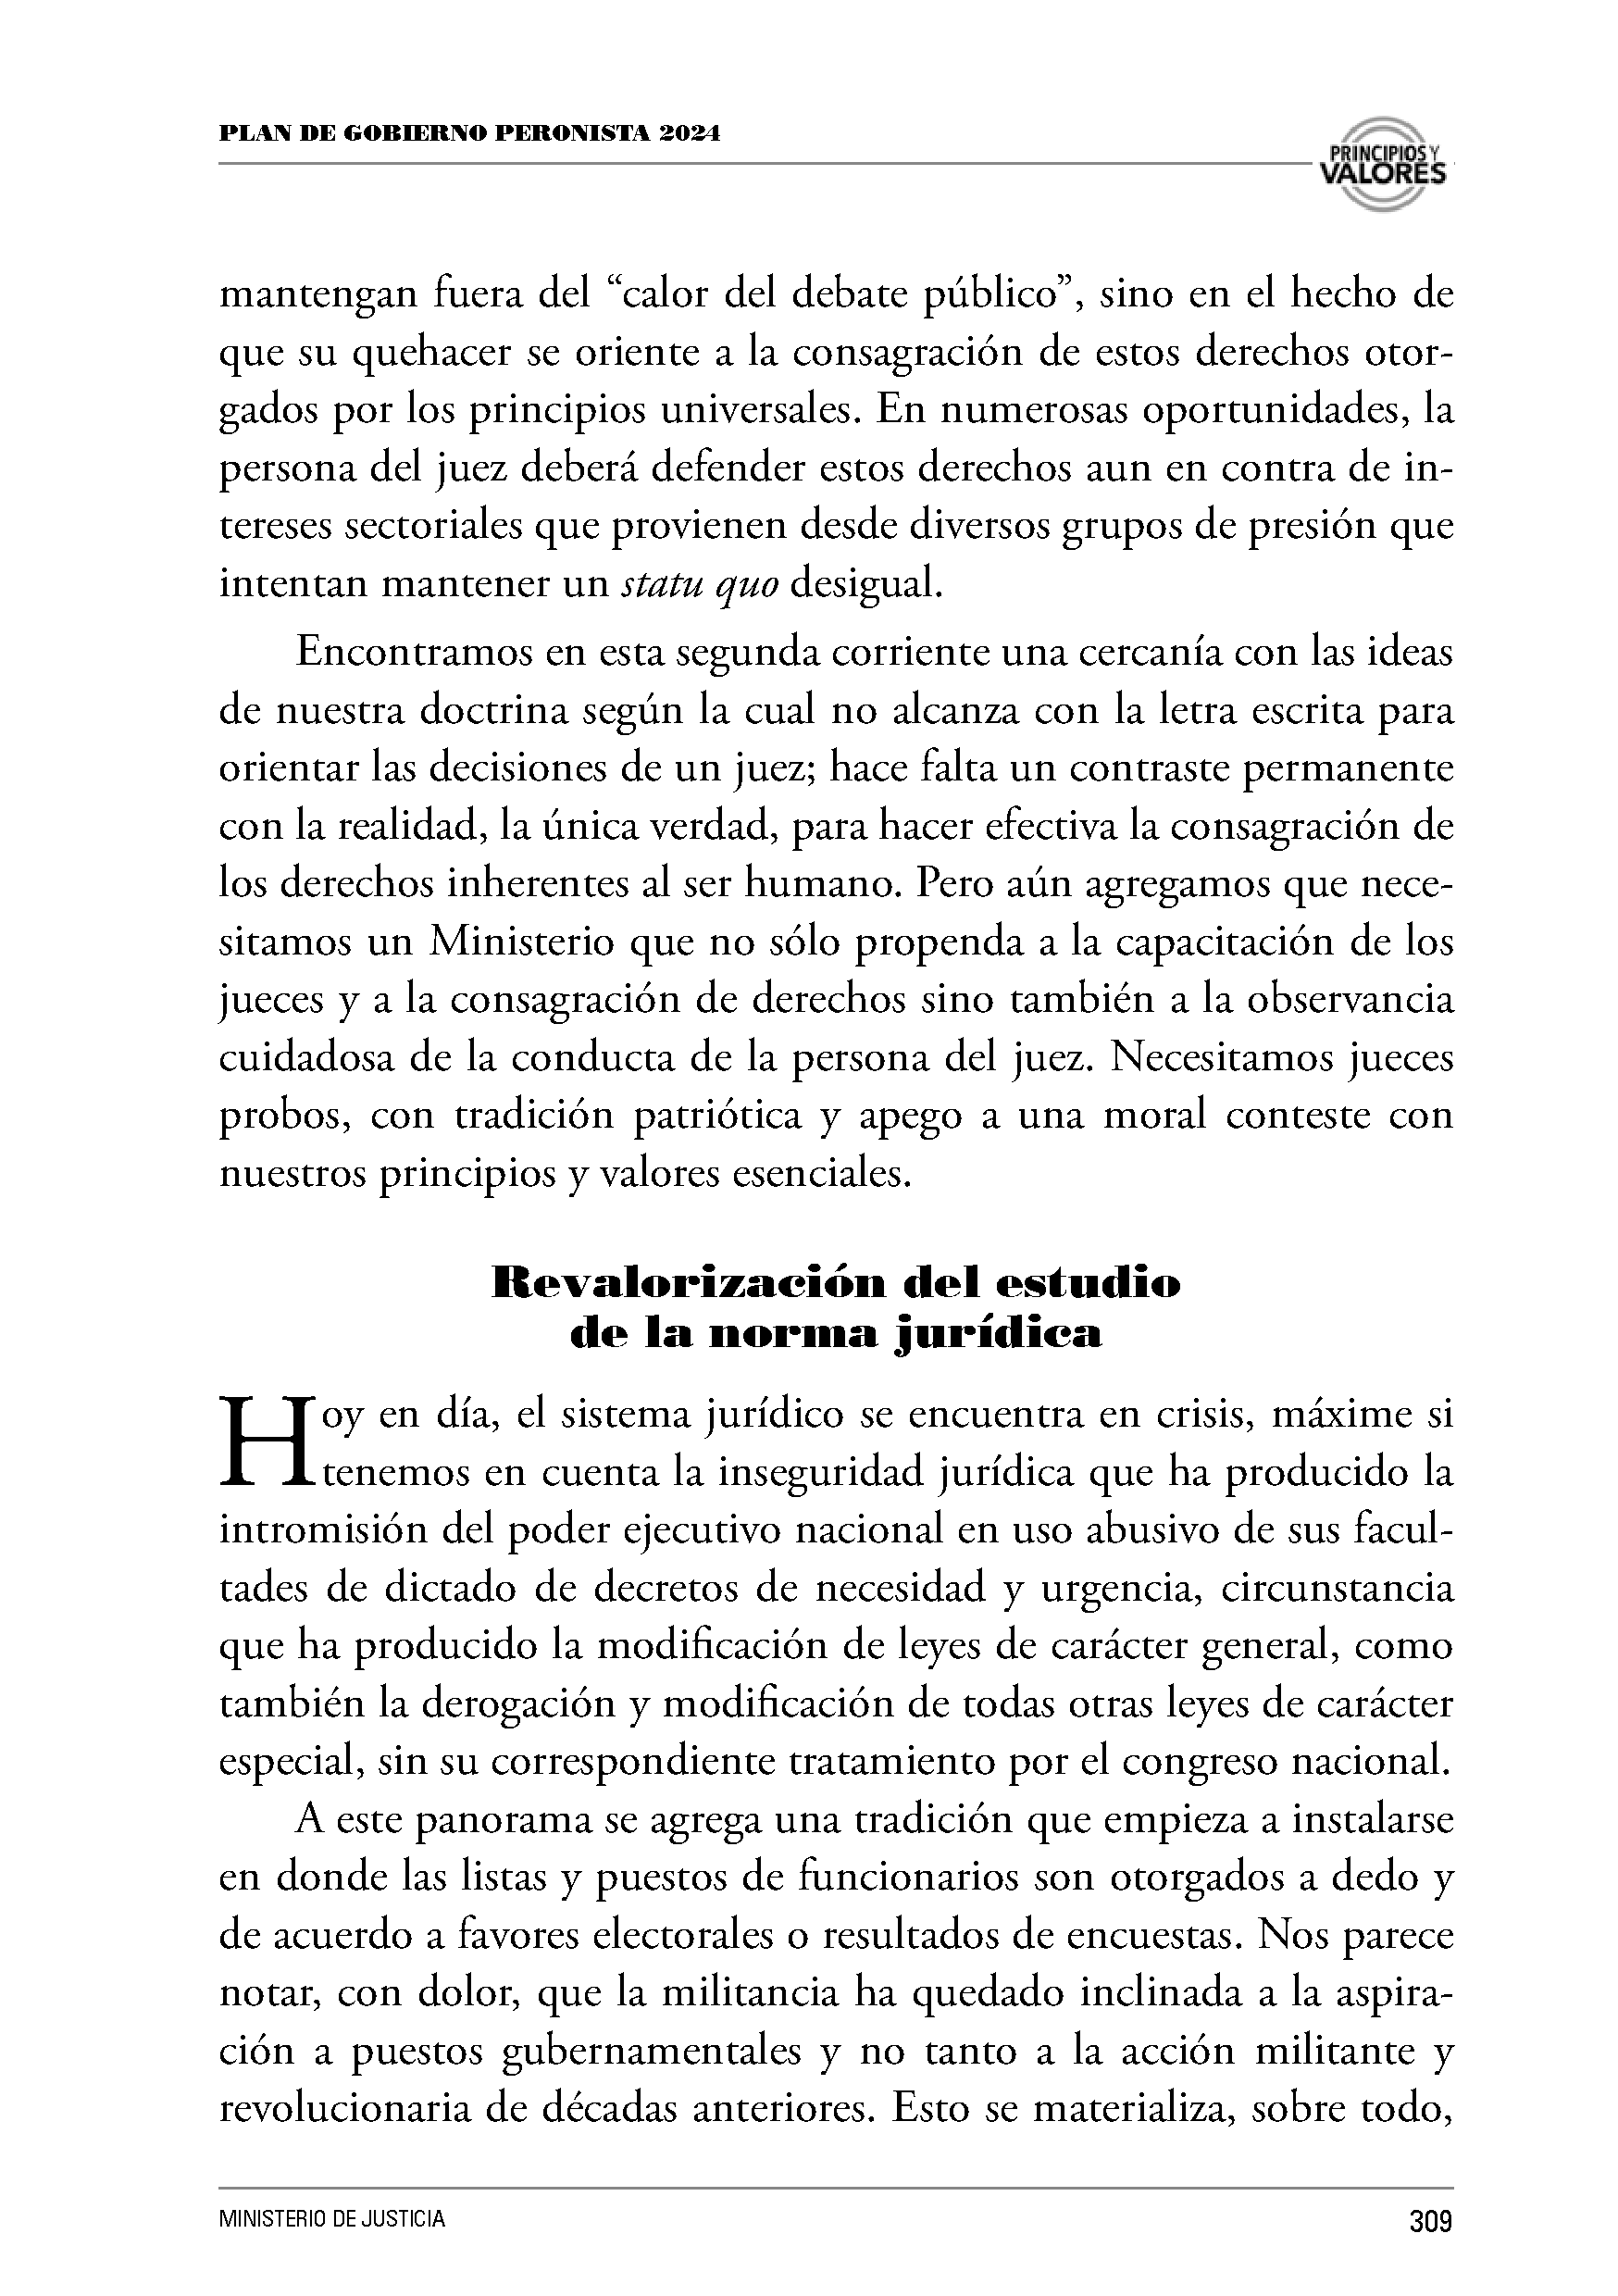 PLAN DE GOBIERNO PERONISTA 2024
PRINCIPIOS Y
VALORES
mantengan fuera del “calor del debate público”, sino en el hecho de
que su quehacer se oriente a la consagración de estos derechos otor-
gados por los principios universales. En numerosas oportunidades, la
persona del juez deberá defender estos derechos aun en contra de in-
tereses sectoriales que provienen desde diversos grupos de presión que
intentan mantener un statu quo desigual.
Encontramos en esta segunda corriente una cercanía con las ideas
de nuestra doctrina según la cual no alcanza con la letra escrita para
orientar las decisiones de un juez; hace falta un contraste permanente
con la realidad, la única verdad, para hacer efectiva la consagración de
los derechos inherentes al ser humano. Pero aún agregamos que nece-
sitamos un Ministerio que no sólo propenda a la capacitación de los
jueces y a la consagración de derechos sino también a la observancia
cuidadosa de la conducta de la persona del juez. Necesitamos jueces
probos, con tradición patriótica y apego a una moral conteste con
nuestros principios y valores esenciales.
Revalorización del estudio
de la norma jurídica
Hoy en día, el sistema jurídico se encuentra en crisis, máxime si
tenemos en cuenta la inseguridad jurídica que ha producido la
intromisión del poder ejecutivo nacional en uso abusivo de sus facul-
tades de dictado de decretos de necesidad y urgencia, circunstancia
que ha producido la modificación de leyes de carácter general, como
también la derogación y modificación de todas otras leyes de carácter
especial, sin su correspondiente tratamiento por el congreso nacional.
A este panorama se agrega una tradición que empieza a instalarse
en donde las listas y puestos de funcionarios son otorgados a dedo y
de acuerdo a favores electorales o resultados de encuestas. Nos parece
notar, con dolor, que la militancia ha quedado inclinada a la aspira-
ción a puestos gubernamentales y no tanto a la acción militante y
revolucionaria de décadas anteriores. Esto se materializa, sobre todo,
MINISTERIO DE JUSTICIA
309